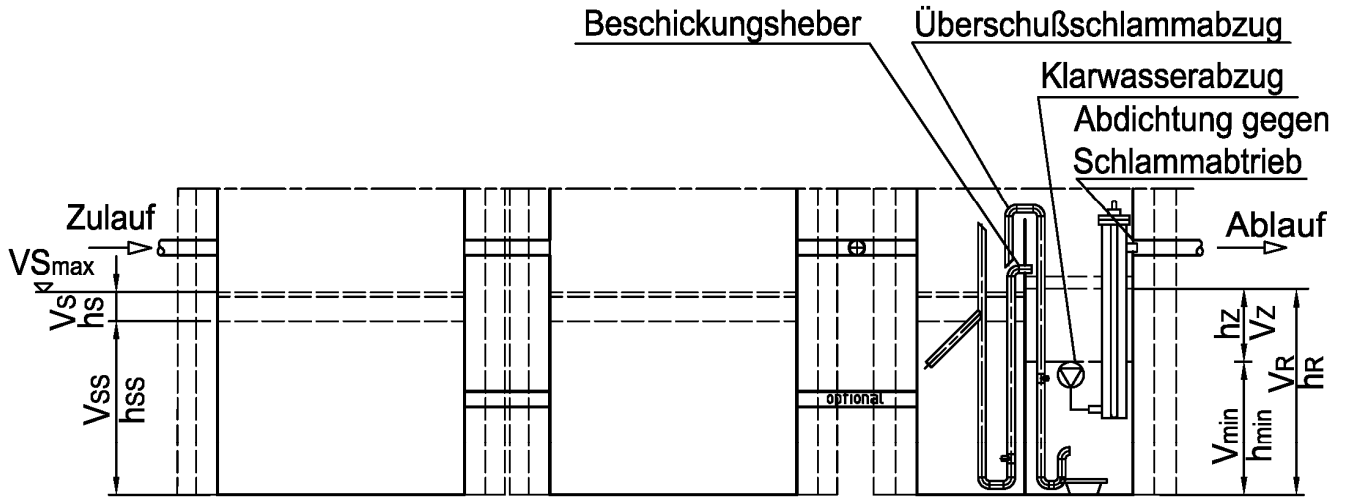 Beschickungsheber
Überschußschlammabzug
Klarwasserabzug
Abdichtung gegen
Schlammabtrieb
Zulauf
Ablauf
VSmax
VS
hS
VSS
hSS
optional
hZ
VZ
VR
hR
Vmin
hmin